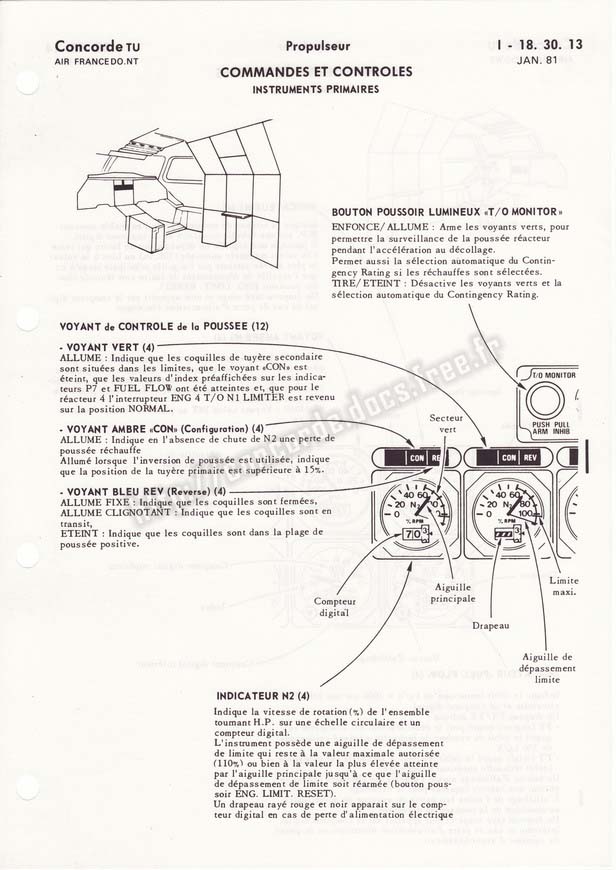 Concorde TU
AIR FRANCE DO.NT
Propulseur
COMMANDES ET CONTROLES
INSTRUMENTS PRIMAIRES
I - 18. 30. 13
JAN. 81
BOUTON POUSSOIR LUMINEUX «T/O MONITOR»
ENFONCE/ALLUME : Arme les voyants verts, pour
permettre la surveillance de la poussée réacteur
pendant l'accélération au décollage.
Permet aussi la sélection automatique du Contin-
gency Rating si les réchauffes sont sélectées.
TIRE/ETEINT : Désactive les voyants verts et la
sélection automatique du Contingency Rating.
VOYANT de CONTROLE de la POUSSEE (12)
- VOYANT VERT (4)
ALLUME : Indique que les coquilles de tuyère secondaire
sont situées dans les limites, que le voyant «CON» est
éteint, que les valeurs d'index préaffichées sur les indica-
teurs P7 et FUEL FLOW ont été atteintes et, que pour le
réacteur 4 l'interrupteur ENG 4 T/O N1 LIMITER est revenu
sur la position NORMAL.
- VOYANT AMBRE «CON» (Configuration) (4)
ALLUME : Indique en l'absence de chute de N2 une perte de
poussée réchauffe
Allumé lorsque l'inversion de poussée est utilisée, indique
que la position de la tuyère primaire est supérieure à 15%.
- VOYANT BLEU REV (Reverse) (4)
ALLUME FIXE : Indique que les coquilles sont fermées,
ALLUME CLIGNOTANT : Indique que les coquilles sont en
transit,
ETEINT : Indique que les coquilles sont dans la plage de
poussée positive.
T/O MONITOR
PUSH PULL
ARM INHIB
Secteur
vert
CON REV
CON REV
0 20 40 60 80 100
N2
% RPM
7 0 3
0 20 40 60 80 100
N2
% RPM
3
Compteur
digital
Aiguille
principale
Drapeau
Limite
maxi.
Aiguille de
dépassement
limite
INDICATEUR N2 (4)
Indique la vitesse de rotation (%) de l'ensemble
tournant H.P. sur une échelle circulaire et un
compteur digital.
L'instrument possède une aiguille de dépassement
de limite qui reste à la valeur maximale autorisée
(110%) ou bien à la valeur la plus élevée atteinte
par l'aiguille principale jusqu'à ce que l'aiguille
de dépassement de limite soit réarmée (bouton pous-
soir ENG. LIMIT. RESET).
Un drapeau rayé rouge et noir apparait sur le comp-
teur digital en cas de perte d'alimentation électrique